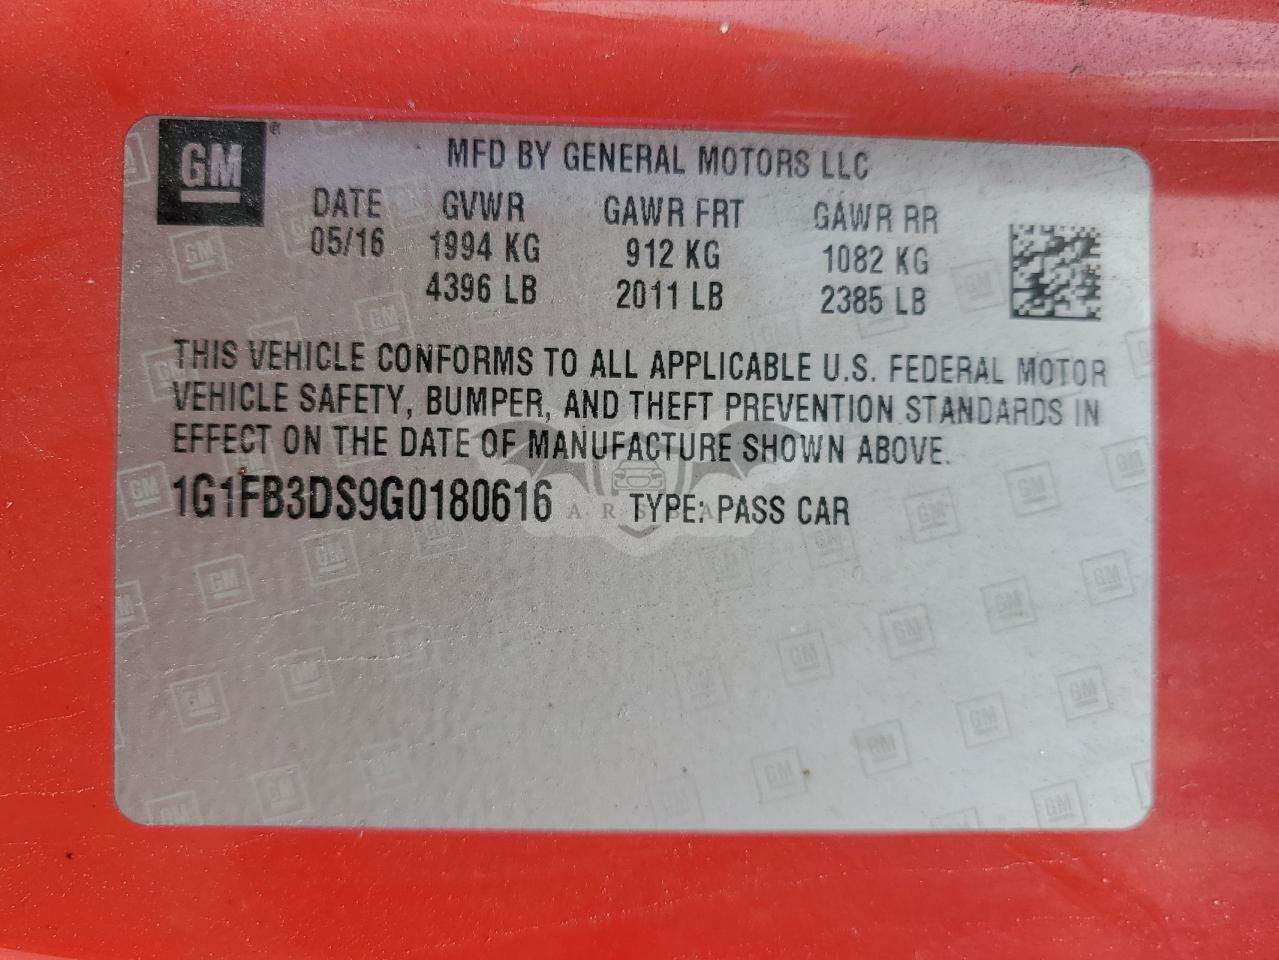 GM
MFD BY GENERAL MOTORS LLC
DATE GVWR GAWR FRT GAWR RR
05/16 1994 KG 912 KG 1082 KG
4396 LB 2011 LB 2385 LB
THIS VEHICLE CONFORMS TO ALL APPLICABLE U.S. FEDERAL MOTOR
VEHICLE SAFETY, BUMPER, AND THEFT PREVENTION STANDARDS IN
EFFECT ON THE DATE OF MANUFACTURE SHOWN ABOVE.
1G1FB3DS9G0180616 TYPE: PASS CAR